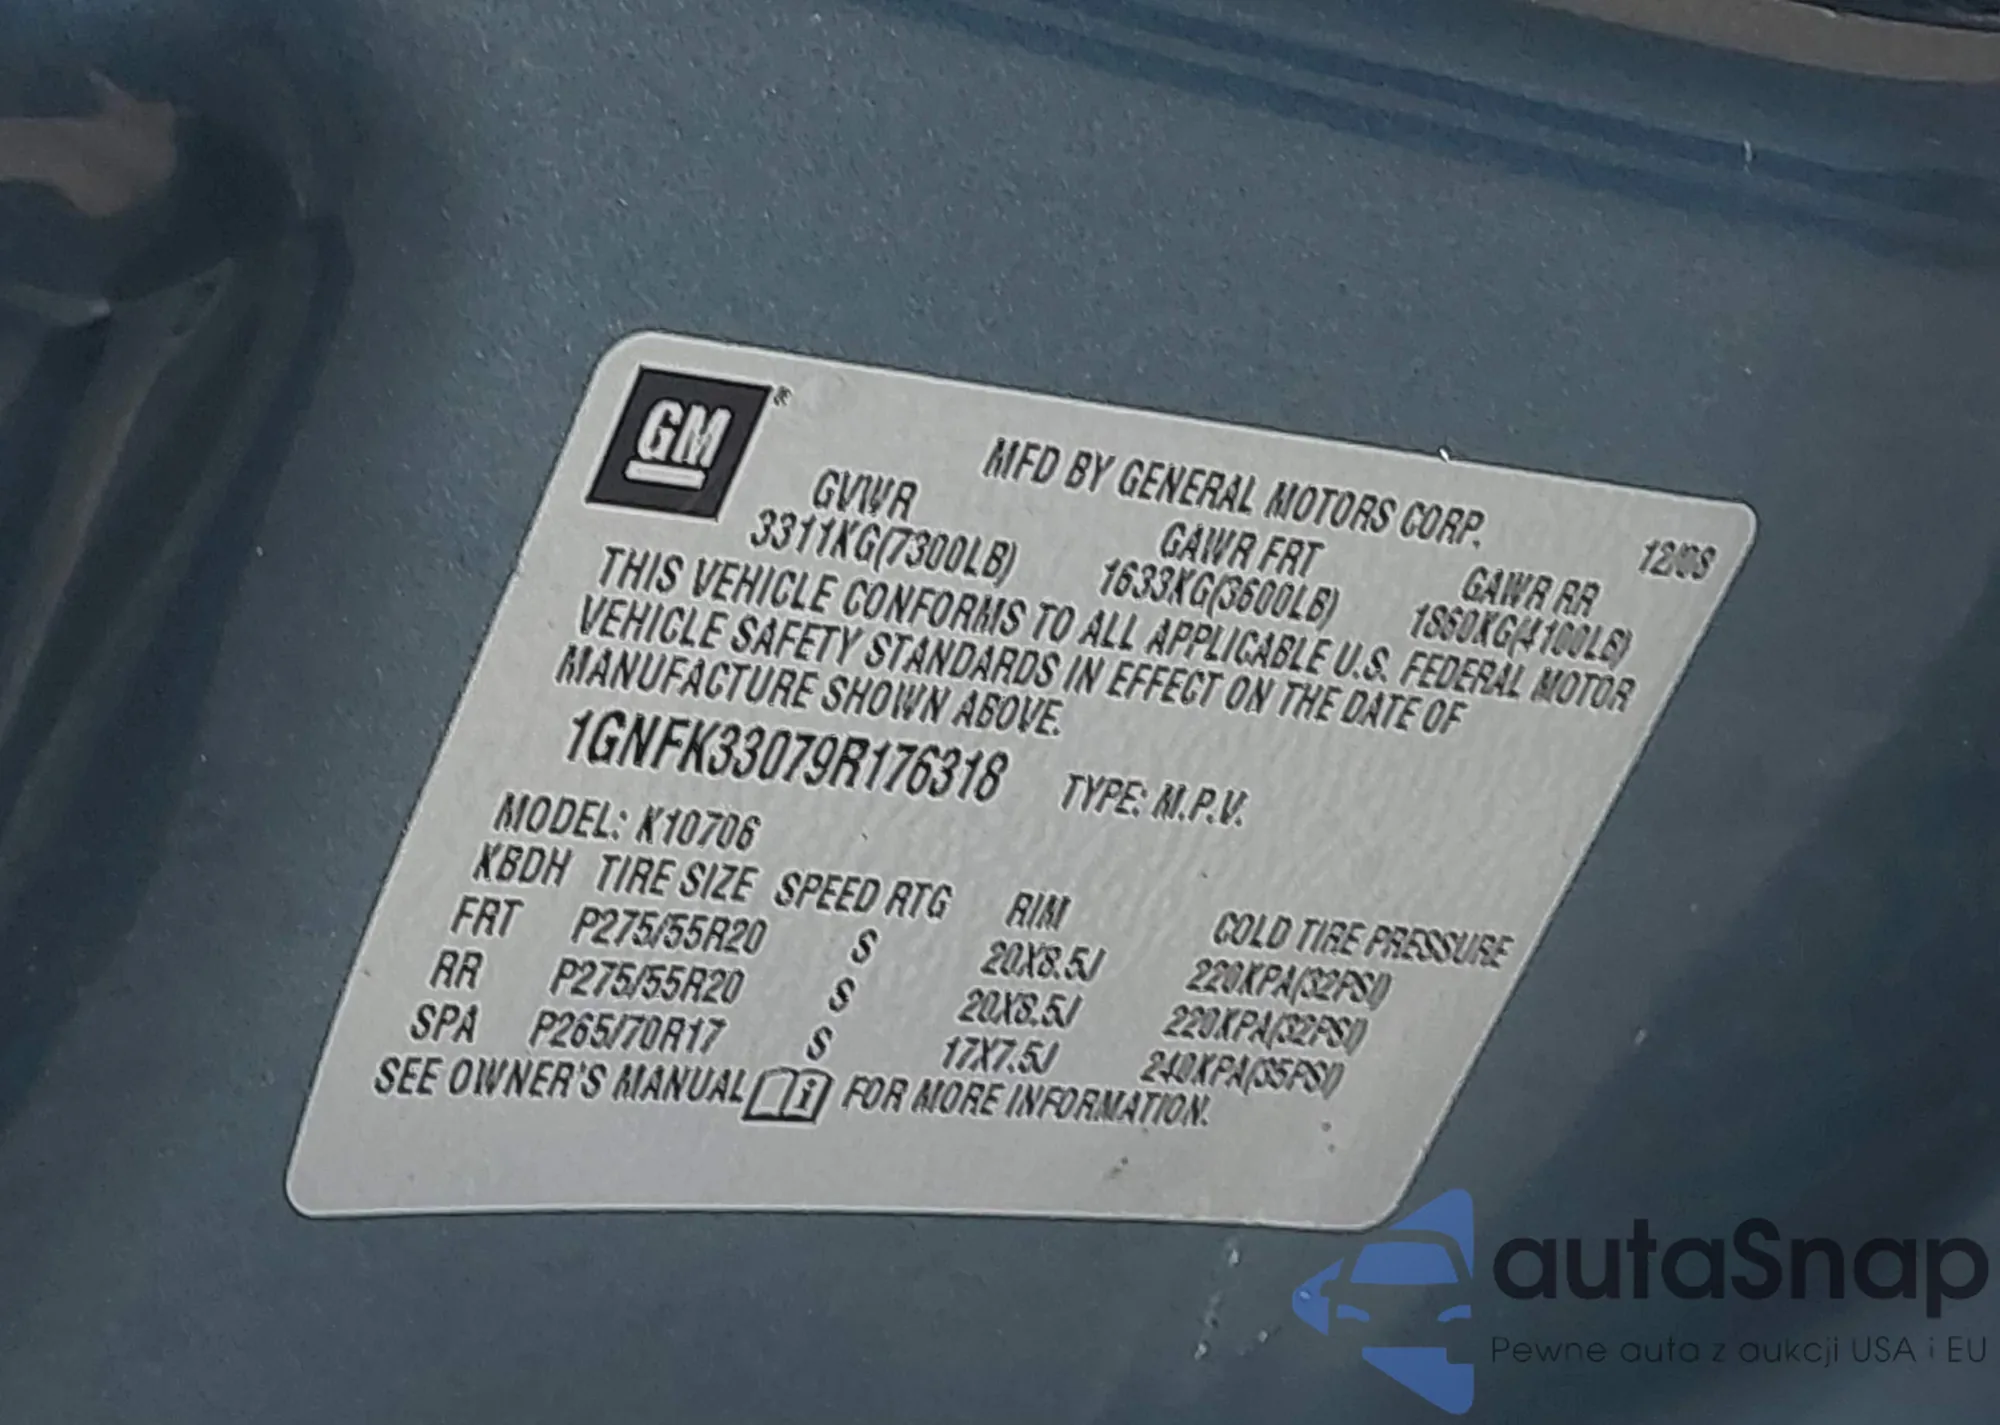 GM ®
MFD BY GENERAL MOTORS CORP. 12/08
GVWR GAWR FRT GAWR RR
3311KG(7300LB) 1633KG(3600LB) 1860KG(4100LB)
THIS VEHICLE CONFORMS TO ALL APPLICABLE U.S. FEDERAL MOTOR
VEHICLE SAFETY STANDARDS IN EFFECT ON THE DATE OF
MANUFACTURE SHOWN ABOVE.
1GNFK33079R176318 TYPE: M.P.V.
MODEL: K10706
KBDH TIRE SIZE SPEED RTG RIM COLD TIRE PRESSURE
FRT P275/55R20 S 20X8.5J 220KPA(32PSI)
RR P275/55R20 S 20X8.5J 220KPA(32PSI)
SPA P265/70R17 S 17X7.5J 240KPA(35PSI)
SEE OWNER'S MANUAL i FOR MORE INFORMATION.
autaSnap
Pewne auta z aukcji USA i EU